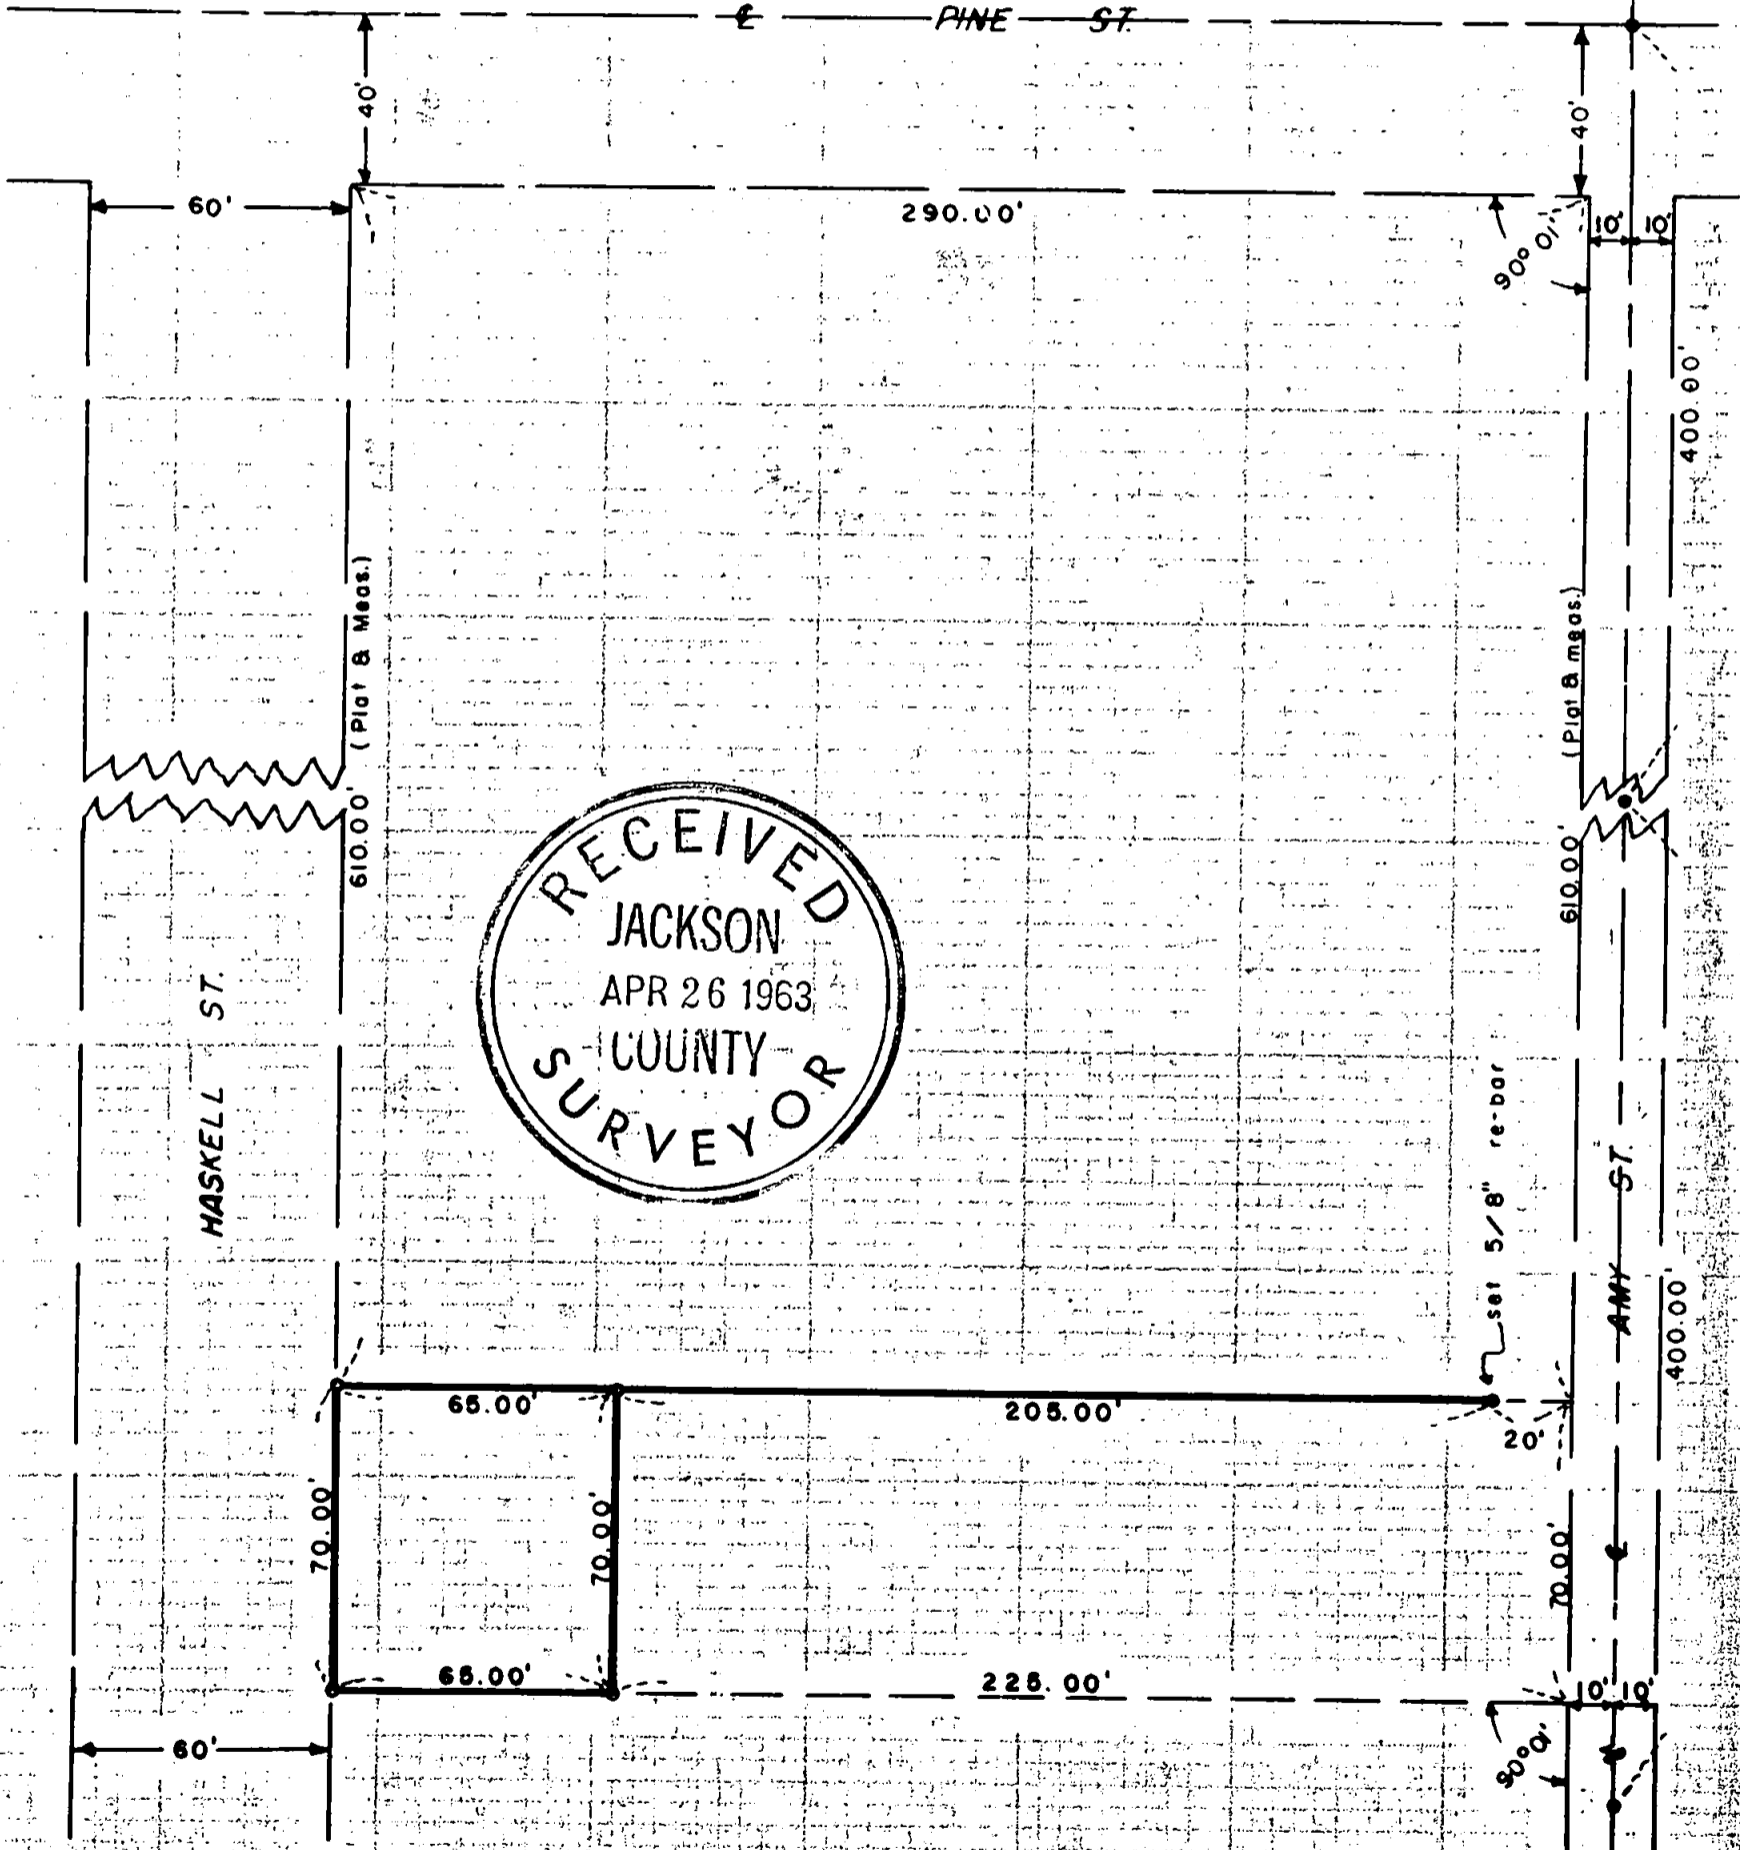 ℄ PINE ST.
40'
40'
60'
290.00'
90° 01'
10'
10'
400.00'
(Plat & Meas.)
610.00'
(Plat & meas.)
610.00'
RECEIVED
JACKSON
APR 26 1963
COUNTY
SURVEYOR
HASKELL ST.
set 5/8" re-bar
AMY ST.
400.00'
65.00'
205.00'
20'
70.00'
70.00'
70.00'
℄
65.00'
225.00'
10'
10'
60'
90° 01'